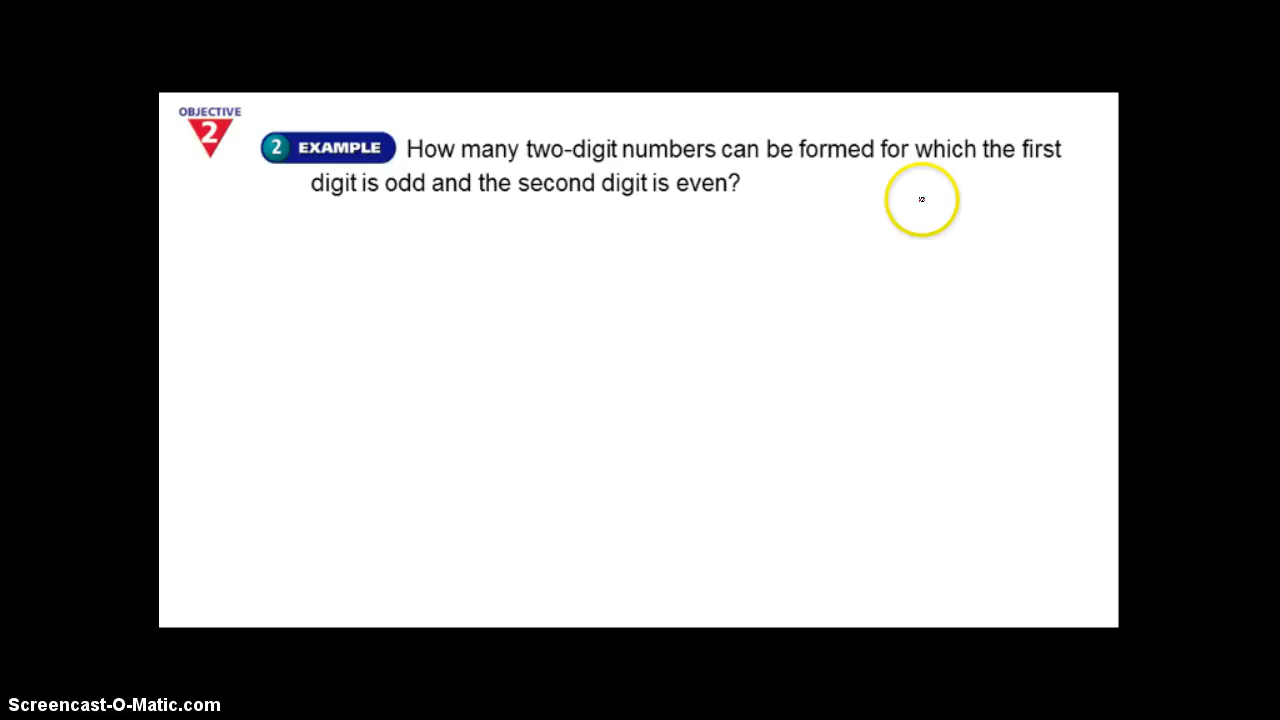 OBJECTIVE
2
2 EXAMPLE How many two-digit numbers can be formed for which the first
digit is odd and the second digit is even?
Screencast-O-Matic.com